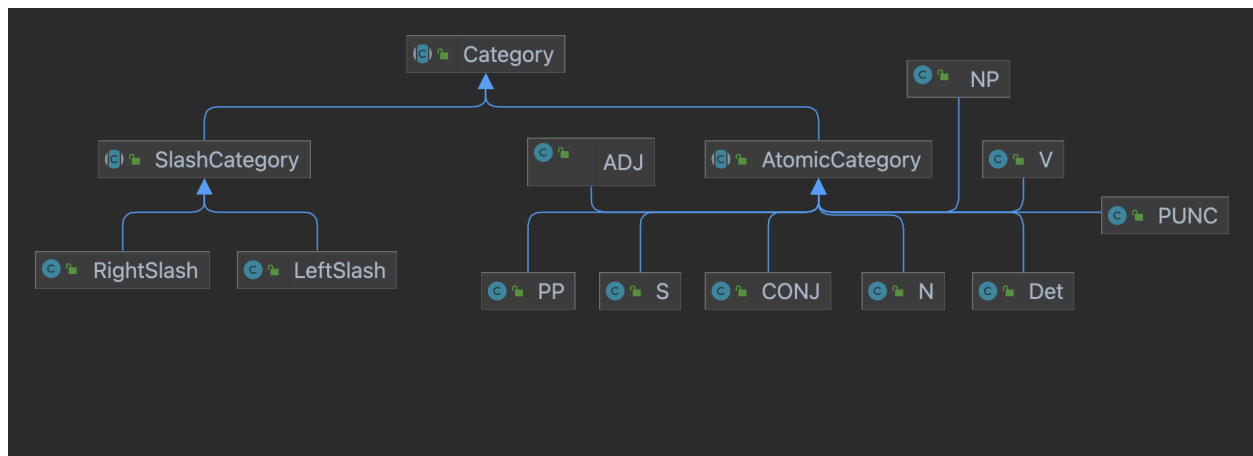 Category
NP
SlashCategory
ADJ
AtomicCategory
V
PUNC
RightSlash
LeftSlash
PP
S
CONJ
N
Det